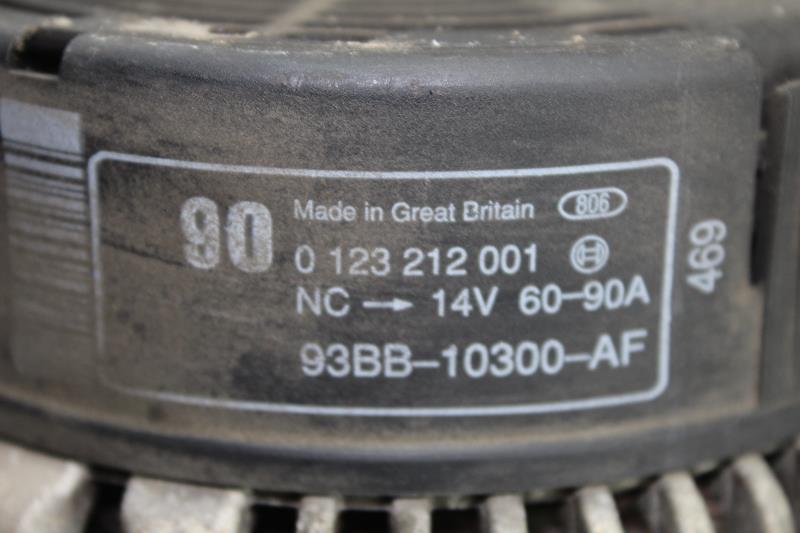 90
Made in Great Britain 806
0 123 212 001
NC → 14V 60-90A
93BB-10300-AF
469